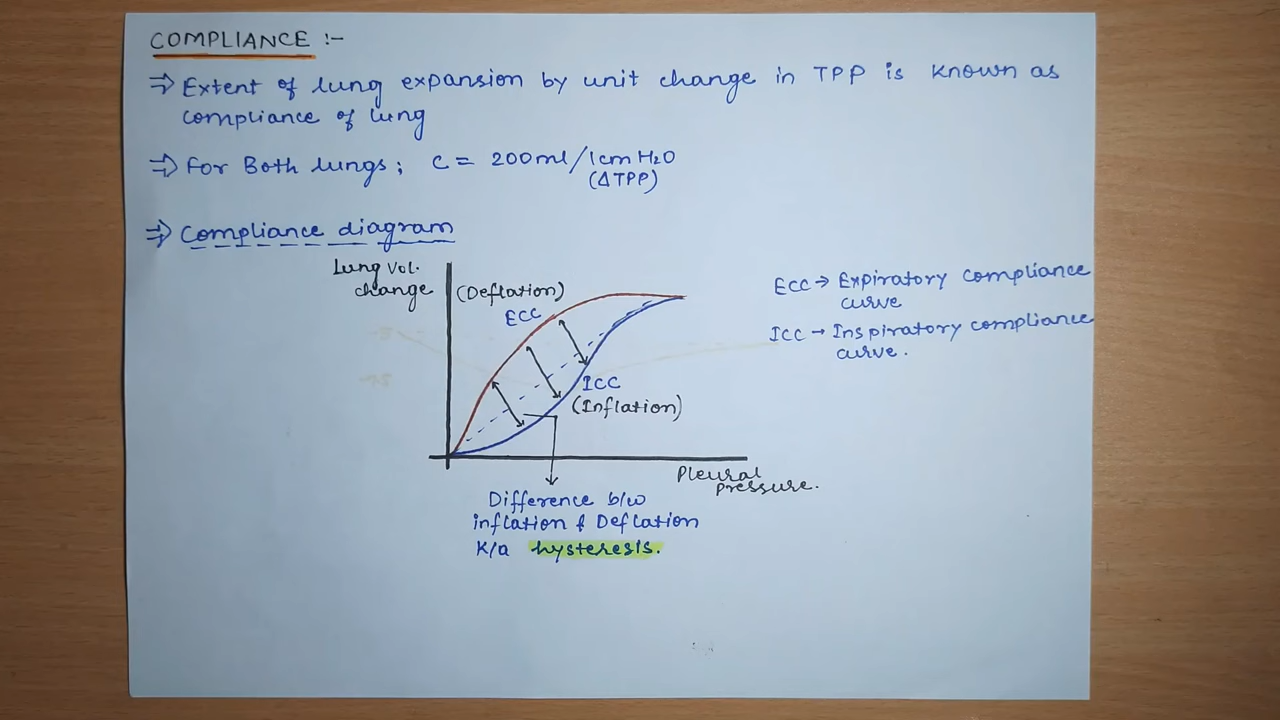 COMPLIANCE :-
⇒ Extent of lung expansion by unit change in TPP is known as
compliance of lung
⇒ For Both lungs; C = 200ml/1cm H2O
(ΔTPP)
⇒ Compliance diagram
Lung Vol.
change
(Deflation)
ECC
ICC
(Inflation)
Pleural
pressure.
Difference b/w
inflation & Deflation
K/a hysteresis.
ECC → Expiratory compliance
curve
ICC → Inspiratory compliance
curve.